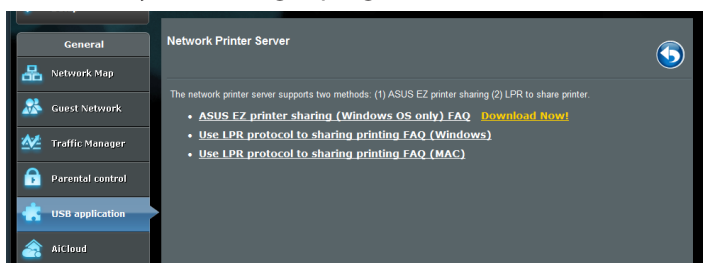 General
Network Map
Guest Network
Traffic Manager
Parental control
USB application
AiCloud
Network Printer Server
The network printer server supports two methods: (1) ASUS EZ printer sharing (2) LPR to share printer.
ASUS EZ printer sharing (Windows OS only) FAQ Download Now!
Use LPR protocol to sharing printing FAQ (Windows)
Use LPR protocol to sharing printing FAQ (MAC)